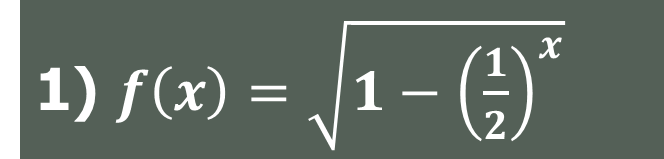 1) f(x) = √(1 − (1/2)^x)